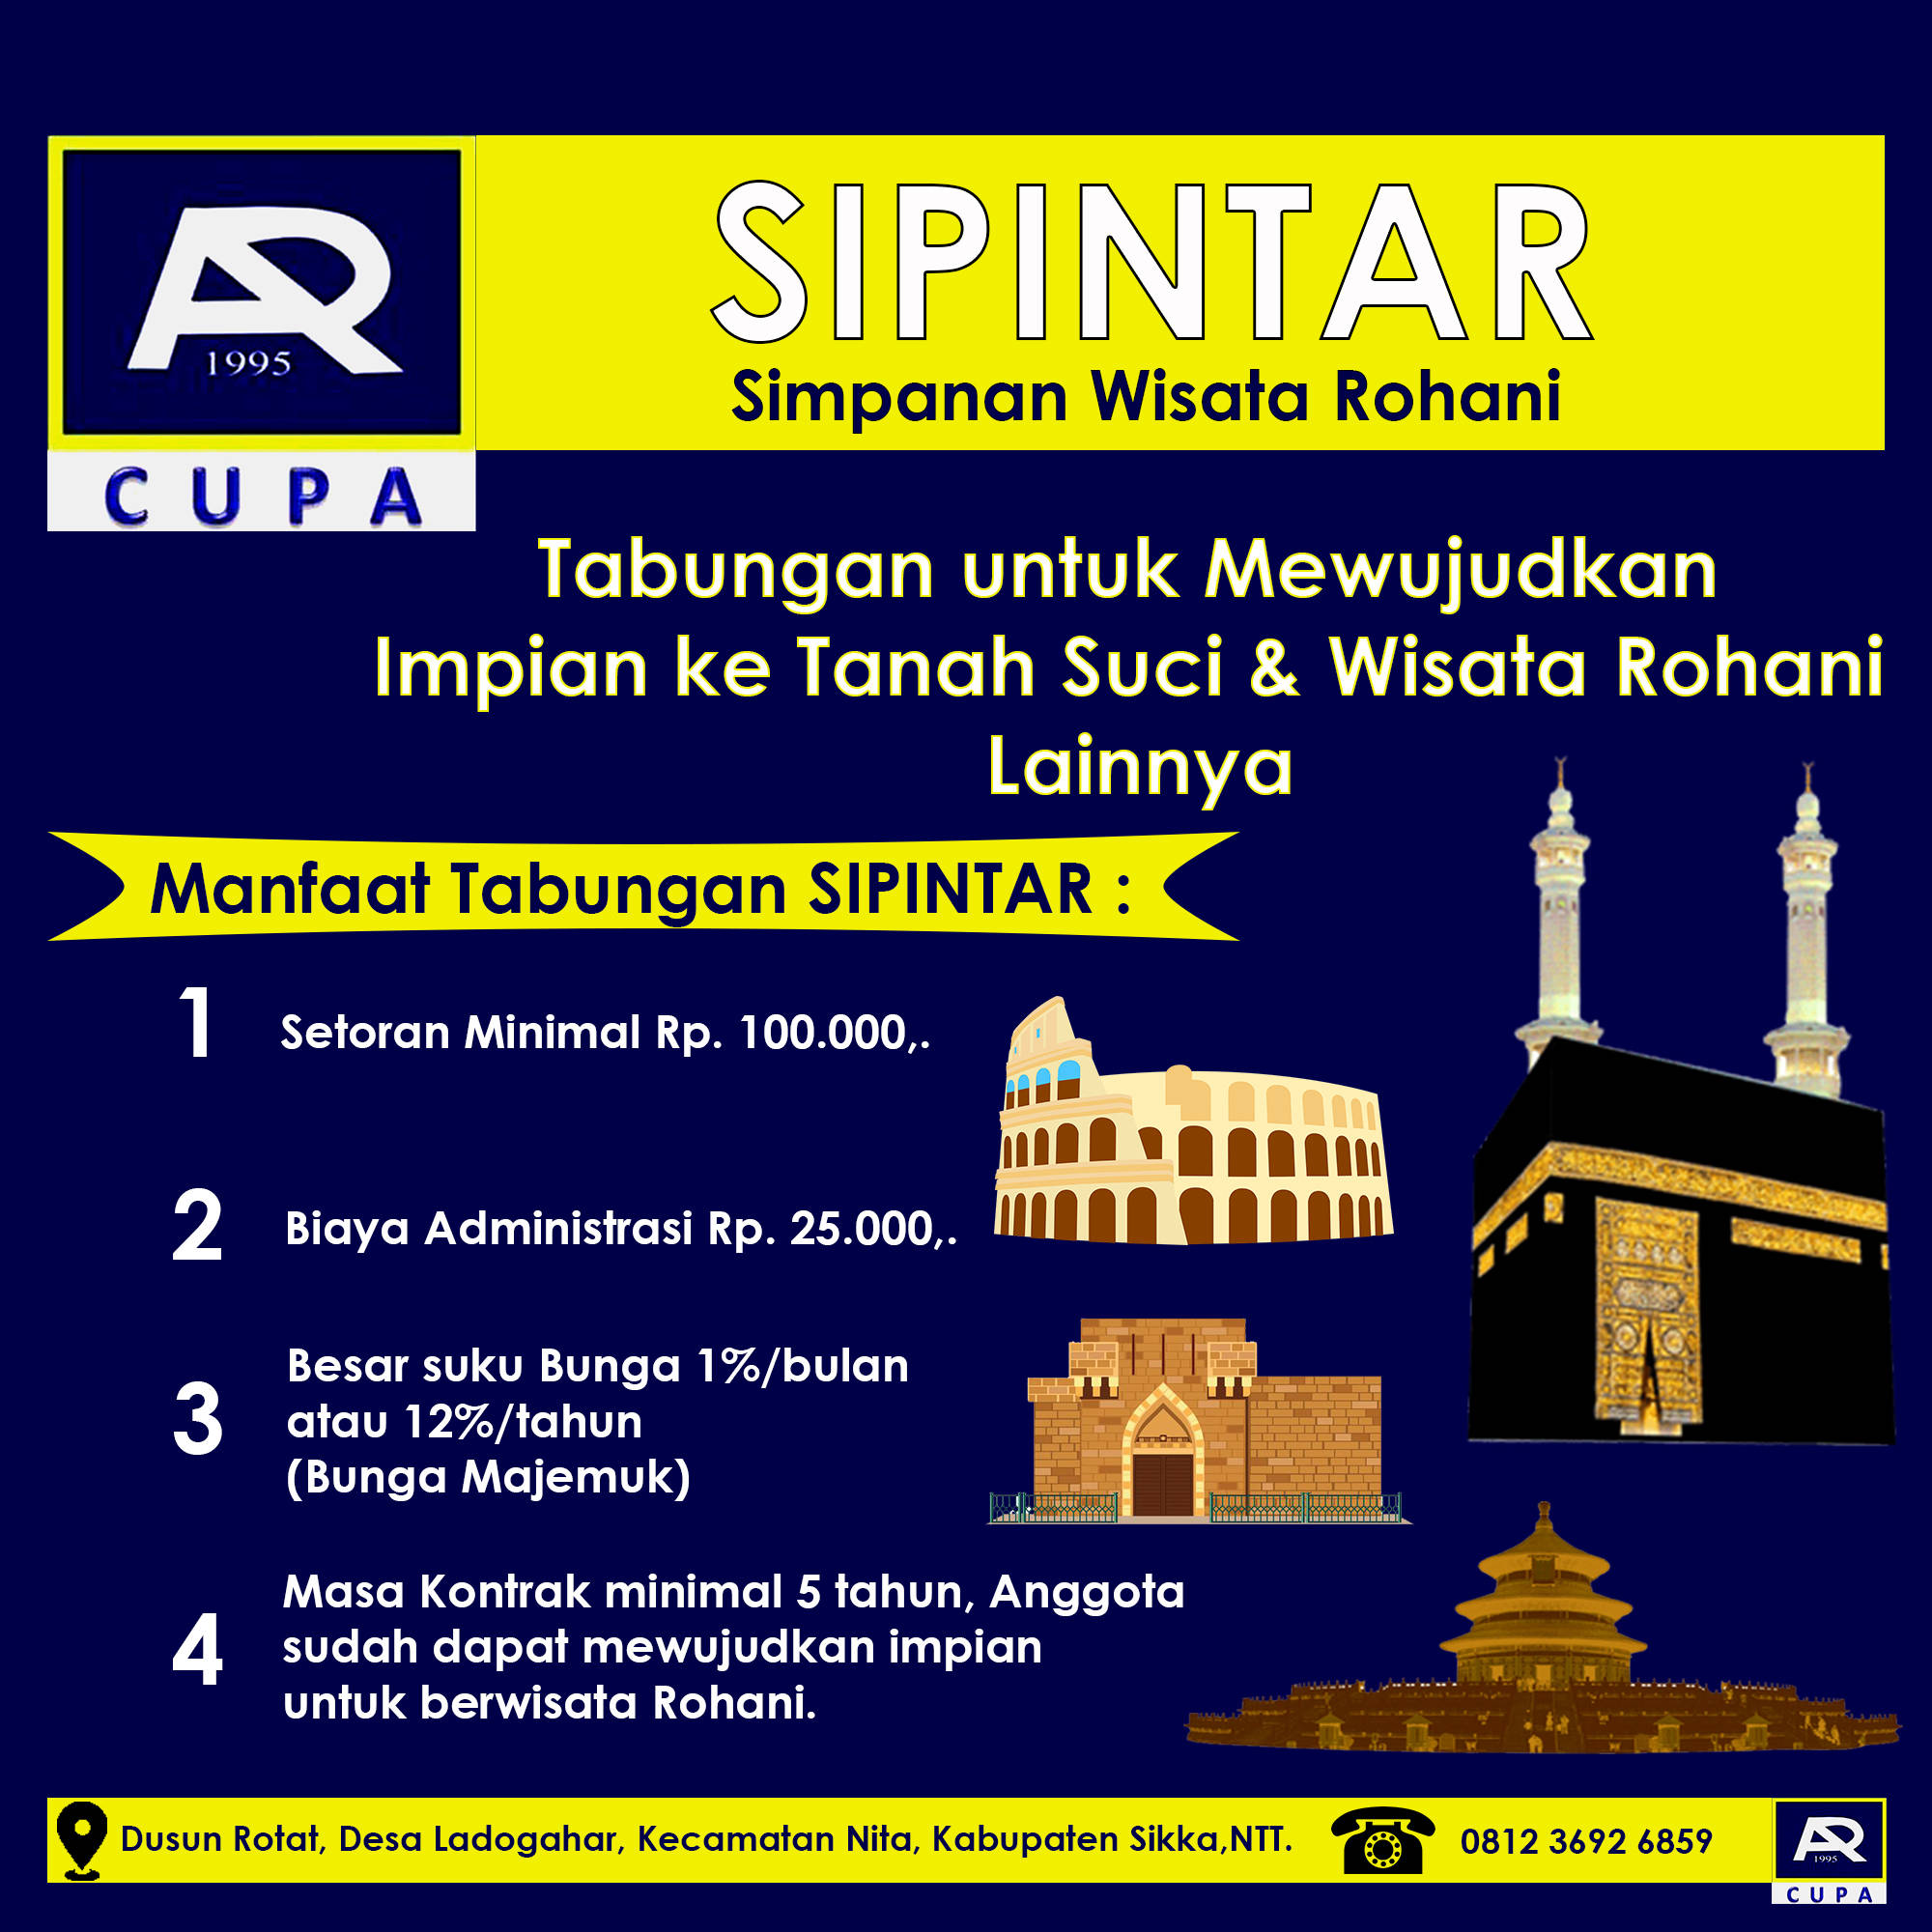 AR
1995
CUPA
SIPINTAR
Simpanan Wisata Rohani
Tabungan untuk Mewujudkan
Impian ke Tanah Suci & Wisata Rohani
Lainnya
Manfaat Tabungan SIPINTAR :
1 Setoran Minimal Rp. 100.000,.
2 Biaya Administrasi Rp. 25.000,.
3 Besar suku Bunga 1%/bulan
atau 12%/tahun
(Bunga Majemuk)
4 Masa Kontrak minimal 5 tahun, Anggota
sudah dapat mewujudkan impian
untuk berwisata Rohani.
Dusun Rotat, Desa Ladogahar, Kecamatan Nita, Kabupaten Sikka,NTT.
0812 3692 6859
AR
1995
CUPA